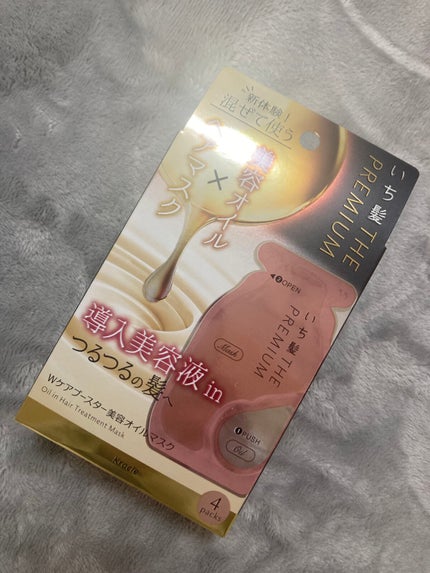 新体験!
混ぜて使う
美容オイル
×
ヘアマスク
いち髪 THE
PREMIUM
◀②OPEN
いち髪 THE
PREMIUM
Mask
①PUSH
Oil
導入美容液in
つるつるの髪へ
Wケアブースター美容オイルマスク
Oil in Hair Treatment Mask
Kracie
4
packs